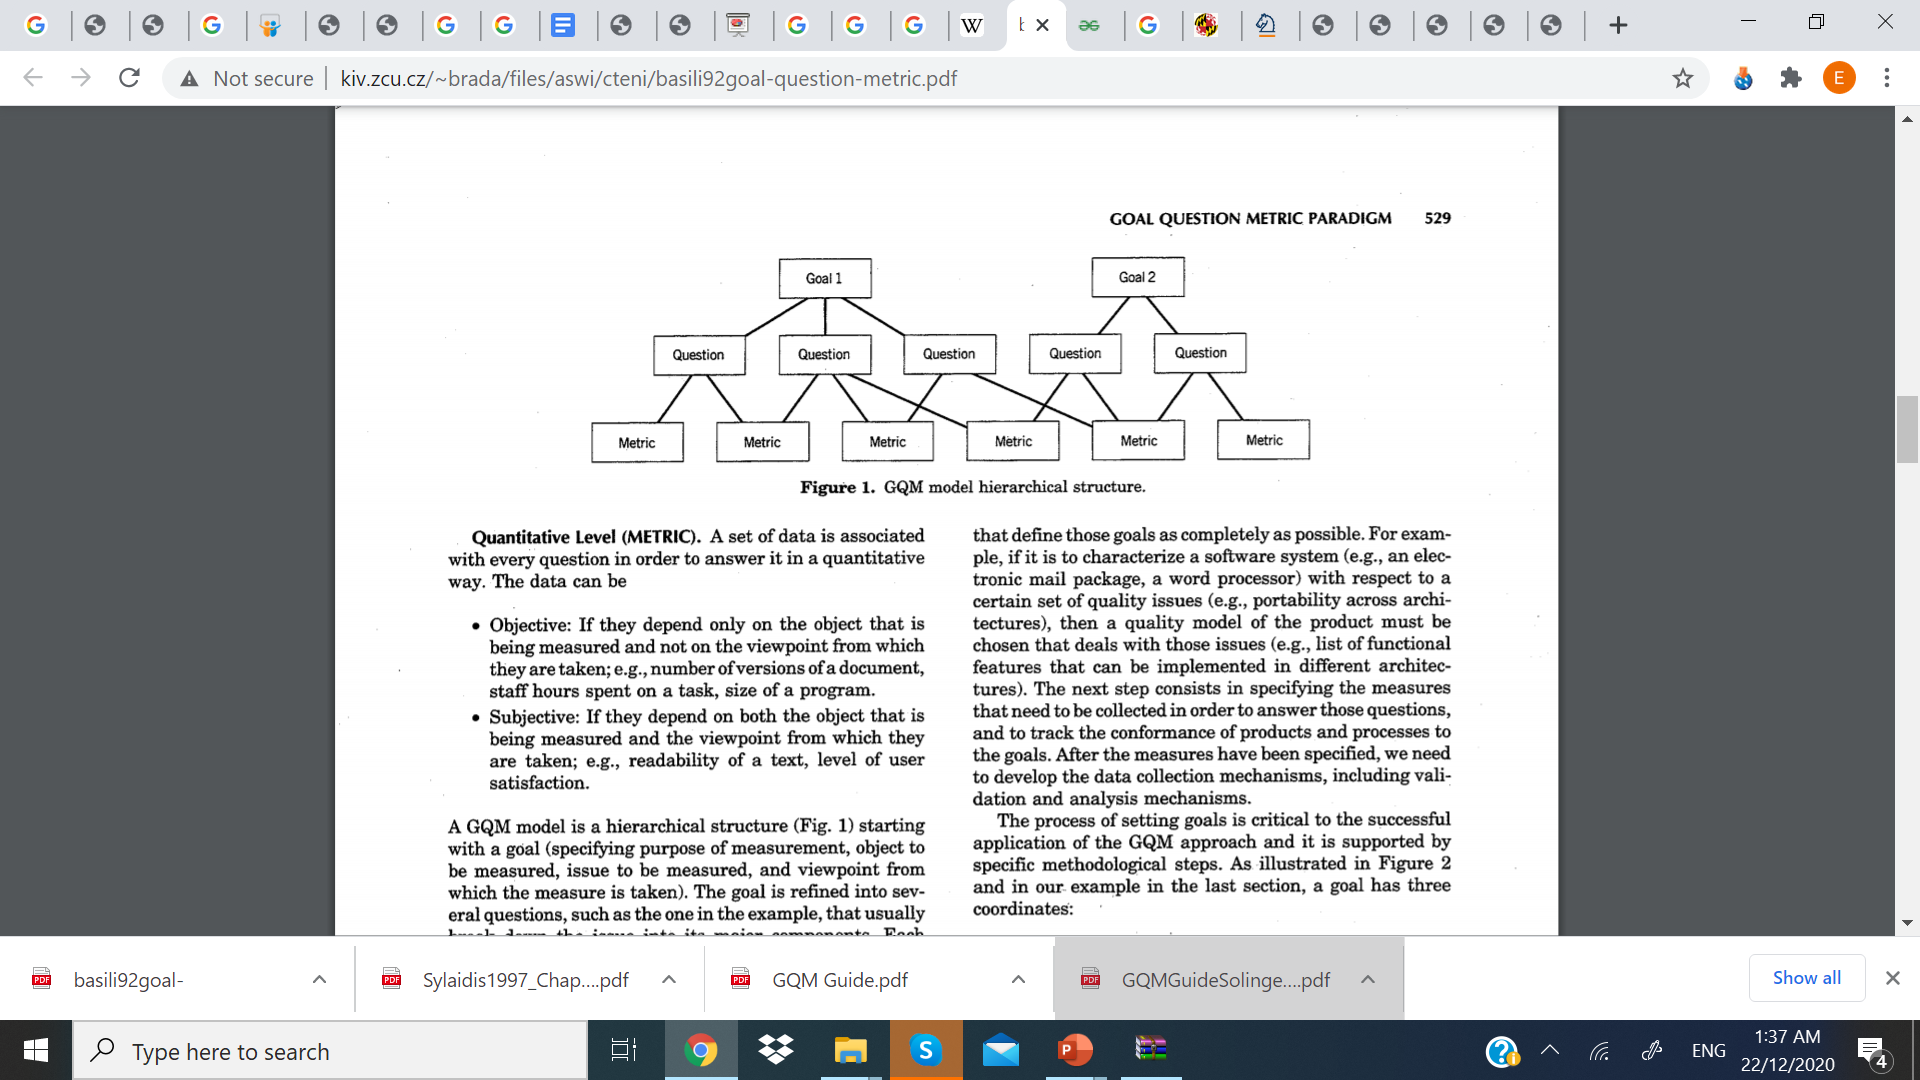 Not secure
kiv.zcu.cz/~brada/files/aswi/cteni/basili92goal-question-metric.pdf
E
GOAL QUESTION METRIC PARADIGM 529
Goal 1
Goal 2
Question
Question
Question
Question
Question
Metric
Metric
Metric
Metric
Metric
Metric
Figure 1. GQM model hierarchical structure.
Quantitative Level (METRIC). A set of data is associated
with every question in order to answer it in a quantitative
way. The data can be
• Objective: If they depend only on the object that is
being measured and not on the viewpoint from which
they are taken; e.g., number of versions of a document,
staff hours spent on a task, size of a program.
• Subjective: If they depend on both the object that is
being measured and the viewpoint from which they
are taken; e.g., readability of a text, level of user
satisfaction.
A GQM model is a hierarchical structure (Fig. 1) starting
with a goal (specifying purpose of measurement, object to
be measured, issue to be measured, and viewpoint from
which the measure is taken). The goal is refined into sev-
eral questions, such as the one in the example, that usually
break down the issue into its major components. Each
that define those goals as completely as possible. For exam-
ple, if it is to characterize a software system (e.g., an elec-
tronic mail package, a word processor) with respect to a
certain set of quality issues (e.g., portability across archi-
tectures), then a quality model of the product must be
chosen that deals with those issues (e.g., list of functional
features that can be implemented in different architec-
tures). The next step consists in specifying the measures
that need to be collected in order to answer those questions,
and to track the conformance of products and processes to
the goals. After the measures have been specified, we need
to develop the data collection mechanisms, including vali-
dation and analysis mechanisms.
The process of setting goals is critical to the successful
application of the GQM approach and it is supported by
specific methodological steps. As illustrated in Figure 2
and in our example in the last section, a goal has three
coordinates:
basili92goal-
Sylaidis1997_Chap....pdf
GQM Guide.pdf
GQMGuideSolinge....pdf
Show all
Type here to search
ENG
1:37 AM
22/12/2020
4